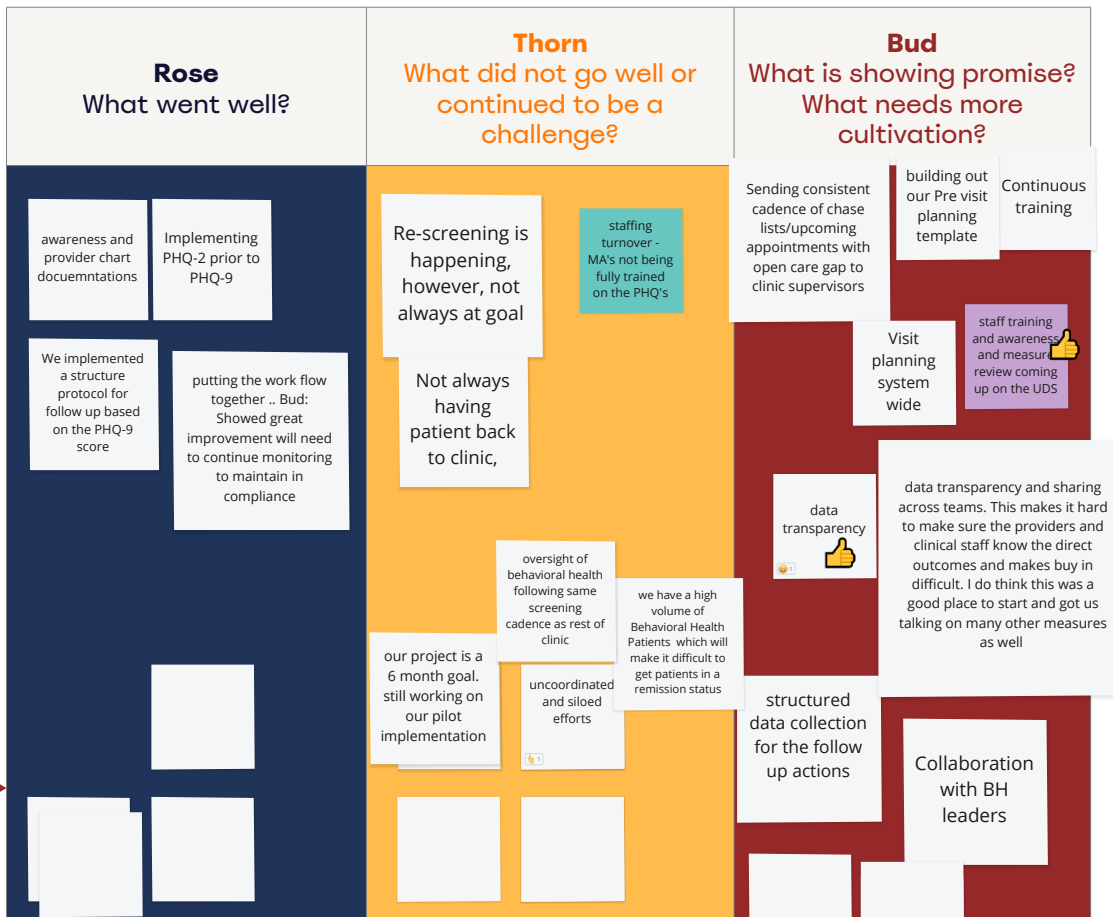 Rose
What went well?
Thorn
What did not go well or
continued to be a
challenge?
Bud
What is showing promise?
What needs more
cultivation?
awareness and
provider chart
docuemntations
Implementing
PHQ-2 prior to
PHQ-9
We implemented
a structure
protocol for
follow up based
on the PHQ-9
score
putting the work flow
together .. Bud:
Showed great
improvement will need
to continue monitoring
to maintain in
compliance
Re-screening is
happening,
however, not
always at goal
staffing
turnover -
MA's not being
fully trained
on the PHQ's
Not always
having
patient back
to clinic,
oversight of
behavioral health
following same
screening
cadence as rest of
clinic
we have a high
volume of
Behavioral Health
Patients which will
make it difficult to
get patients in a
remission status
our project is a
6 month goal.
still working on
our pilot
implementation
uncoordinated
and siloed
efforts
1
Sending consistent
cadence of chase
lists/upcoming
appointments with
open care gap to
clinic supervisors
building out
our Pre visit
planning
template
Continuous
training
Visit
planning
system
wide
staff training
and awareness
and measure
review coming
up on the UDS
data
transparency
1
data transparency and sharing
across teams. This makes it hard
to make sure the providers and
clinical staff know the direct
outcomes and makes buy in
difficult. I do think this was a
good place to start and got us
talking on many other measures
as well
structured
data collection
for the follow
up actions
Collaboration
with BH
leaders